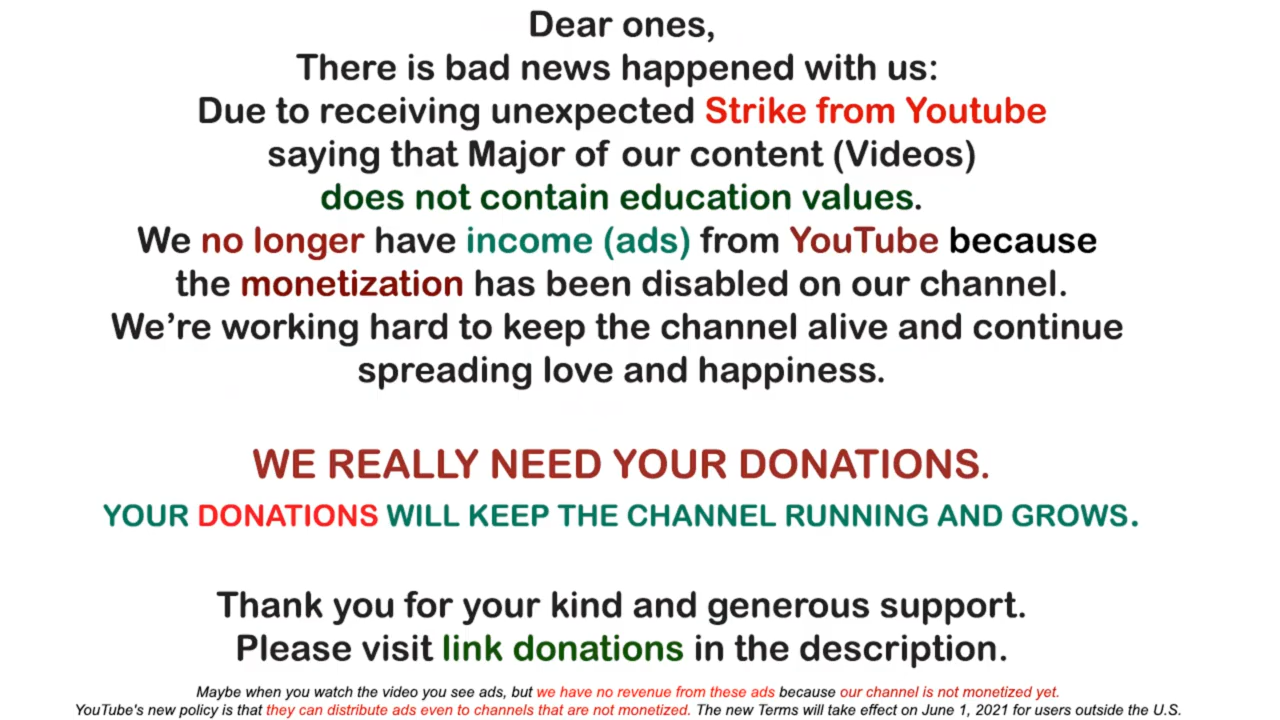 Dear ones,
There is bad news happened with us:
Due to receiving unexpected Strike from Youtube
saying that Major of our content (Videos)
does not contain education values.
We no longer have income (ads) from YouTube because
the monetization has been disabled on our channel.
We’re working hard to keep the channel alive and continue
spreading love and happiness.
WE REALLY NEED YOUR DONATIONS.
YOUR DONATIONS WILL KEEP THE CHANNEL RUNNING AND GROWS.
Thank you for your kind and generous support.
Please visit link donations in the description.
Maybe when you watch the video you see ads, but we have no revenue from these ads because our channel is not monetized yet.
YouTube's new policy is that they can distribute ads even to channels that are not monetized. The new Terms will take effect on June 1, 2021 for users outside the U.S.